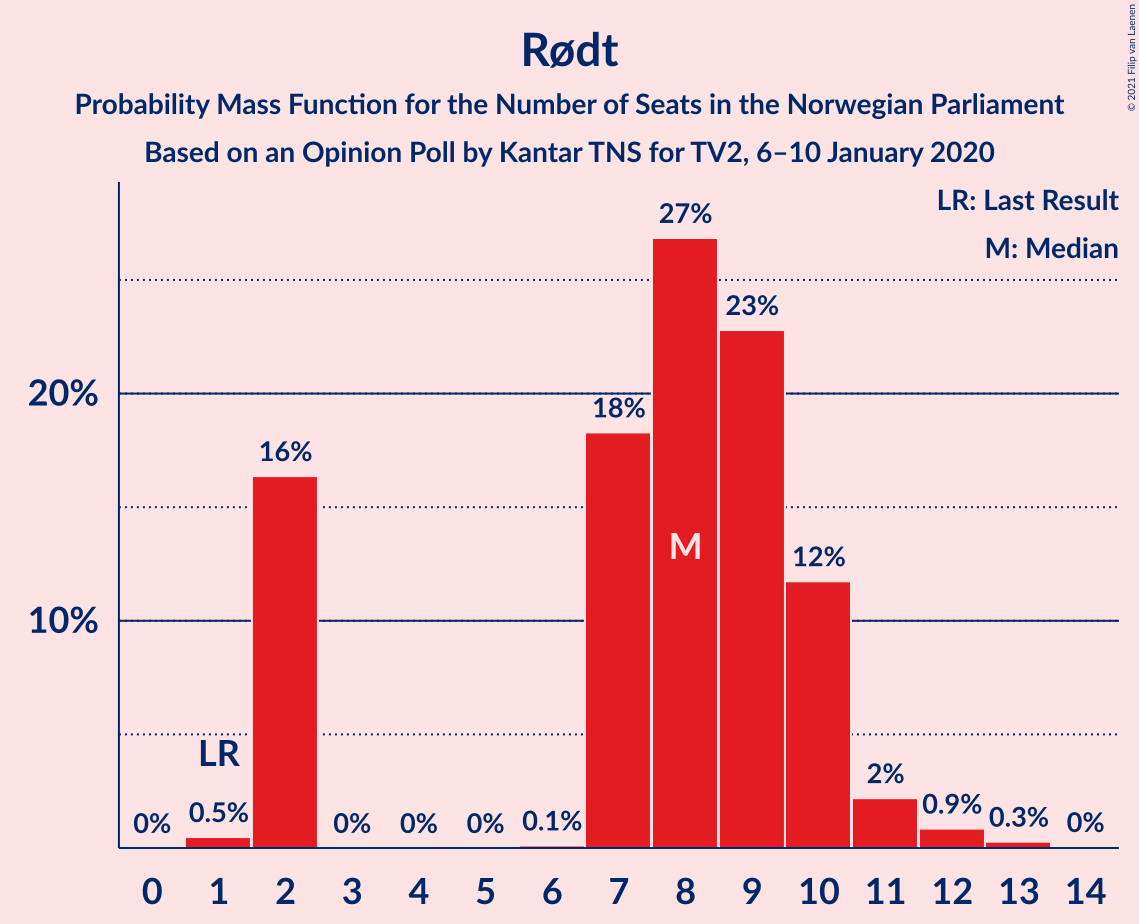 Rødt
Probability Mass Function for the Number of Seats in the Norwegian Parliament
Based on an Opinion Poll by Kantar TNS for TV2, 6–10 January 2020
© 2021 Filip van Laenen
LR: Last Result
M: Median
20%
10%
0%
0.5%
LR
16%
0%
0%
0%
0.1%
18%
27%
M
23%
12%
2%
0.9%
0.3%
0%
0 1 2 3 4 5 6 7 8 9 10 11 12 13 14